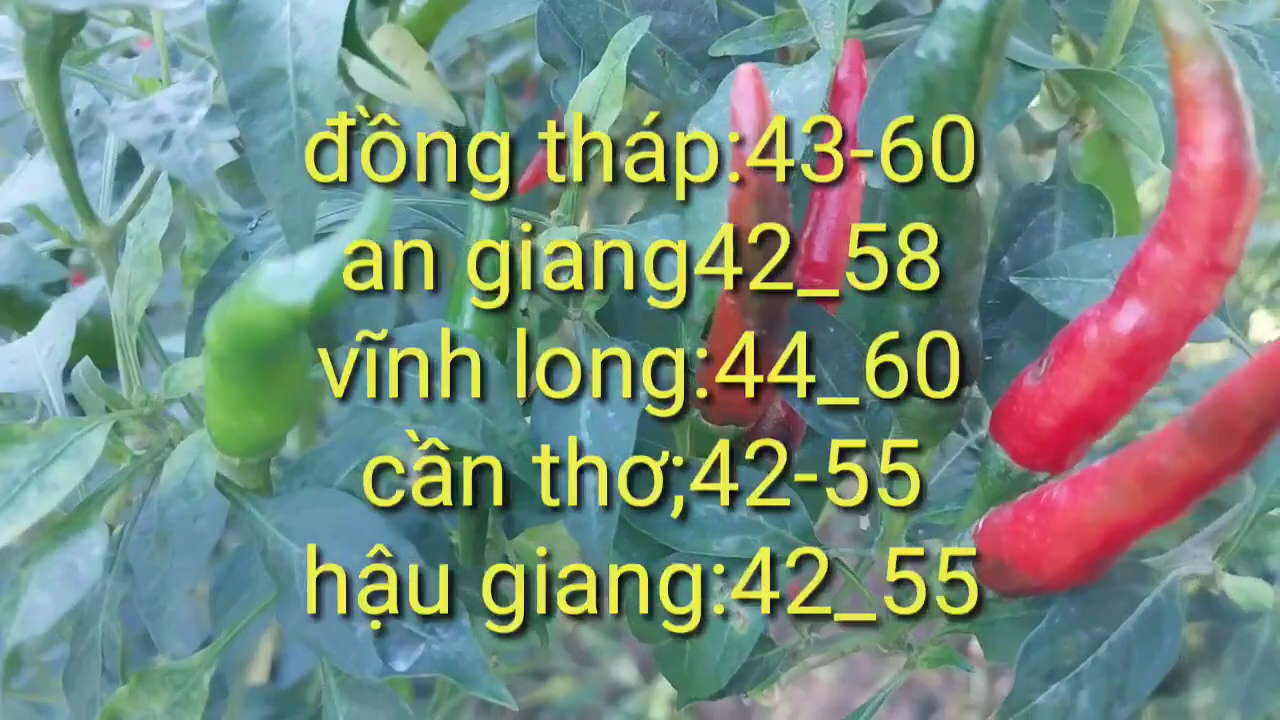 đồng tháp:43-60
an giang42_58
vĩnh long:44_60
cần thơ;42-55
hậu giang:42_55